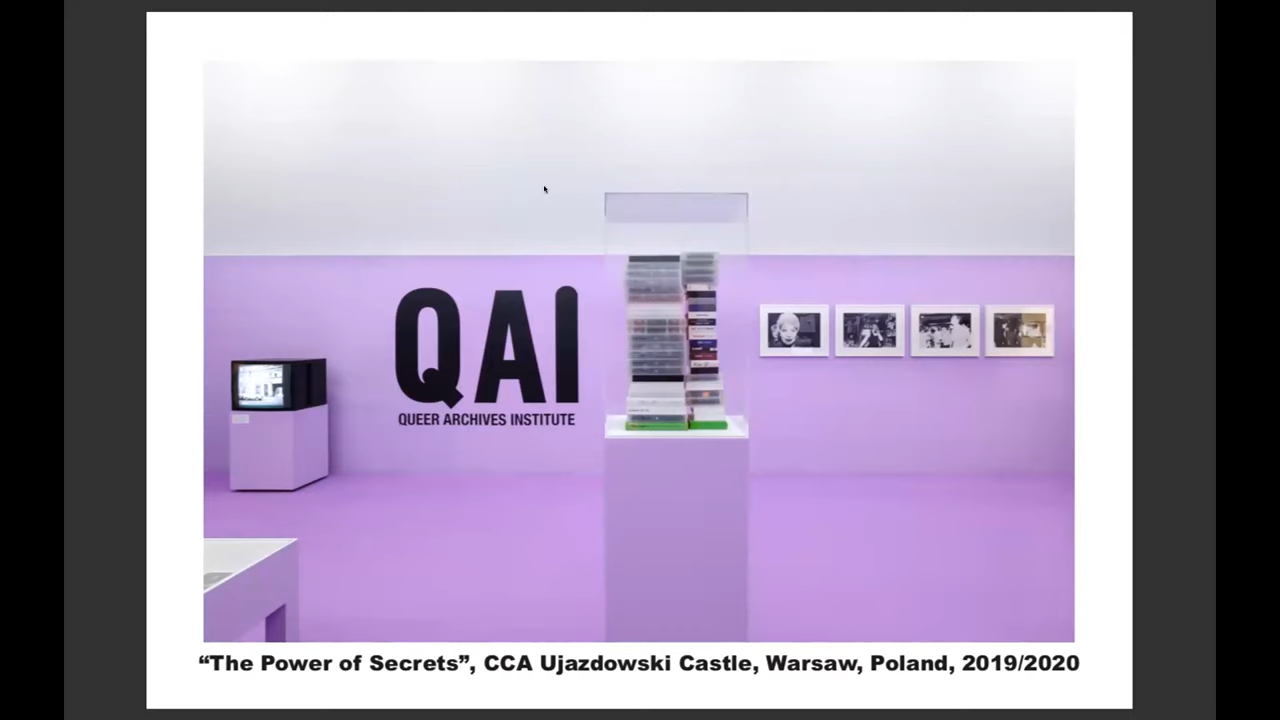 QAI
QUEER ARCHIVES INSTITUTE
“The Power of Secrets”, CCA Ujazdowski Castle, Warsaw, Poland, 2019/2020